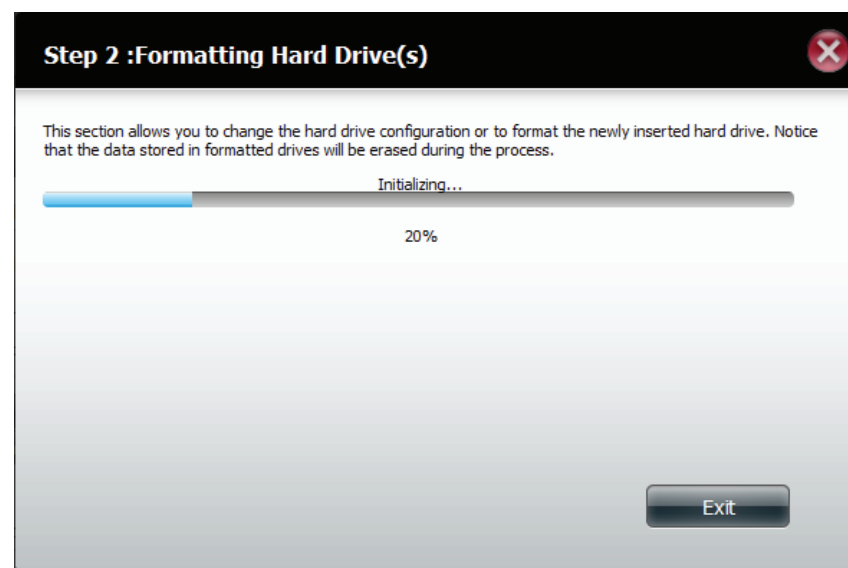 Step 2 :Formatting Hard Drive(s)
This section allows you to change the hard drive configuration or to format the newly inserted hard drive. Notice
that the data stored in formatted drives will be erased during the process.
Initializing...
20%
Exit